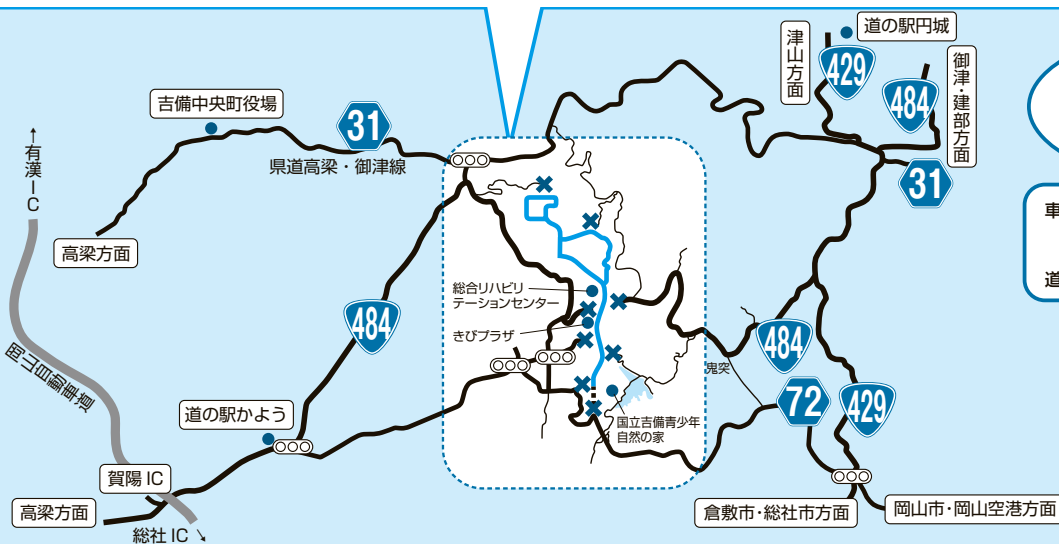 道の駅円城
津山方面
429
御津・建部方面
484
吉備中央町役場
31
県道高梁・御津線
←有漢IC
31
車
道
高梁方面
総合リハビリ
テーションセンター
484
きびプラザ
484
鬼突
岡山自動車道
72
429
道の駅かよう
国立吉備青少年
自然の家
賀陽 IC
高梁方面
総社 IC ↘
倉敷市・総社市方面
岡山市・岡山空港方面